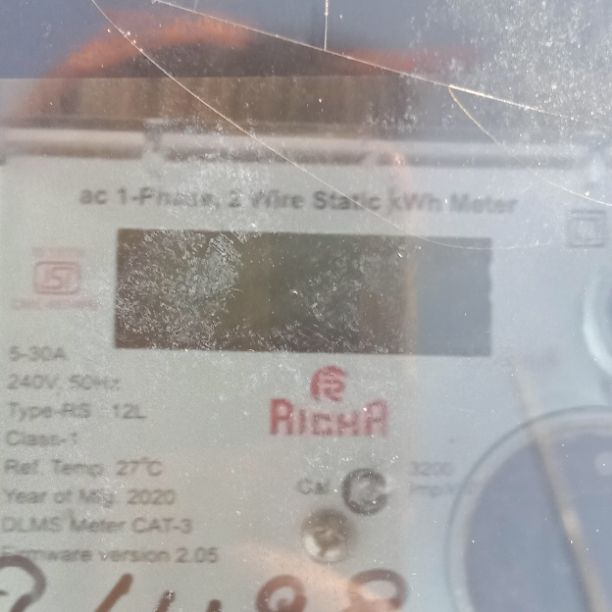 ac 1-Phase, 2 Wire Static kWh Meter
5-30A
240V, 50Hz
Type-RS 12L
Class-1
Ref. Temp. 27°C
Year of Mfg. 2020
DLMS Meter CAT-3
Firmware version 2.05
RICHA
Cal
3200